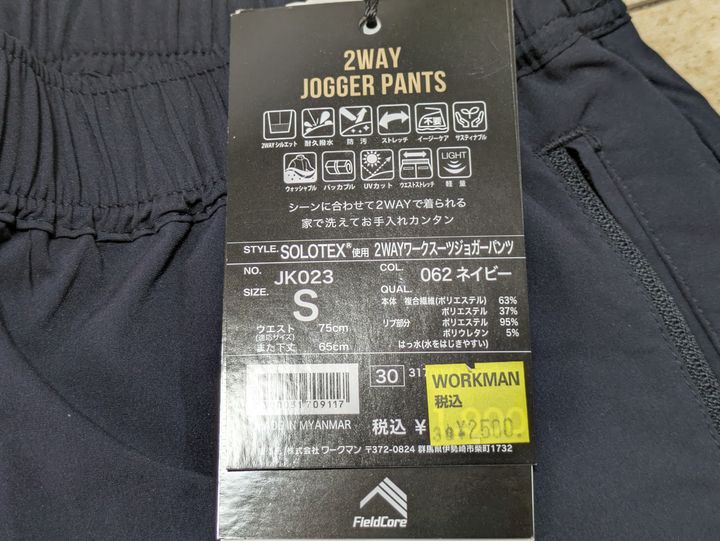 2WAY
JOGGER PANTS
2WAYシルエット 耐久撥水 防汚 ストレッチ イージーケア サスティナブル
不要
ウォッシャブル パッカブル UVカット ウエストストレッチ 軽量
LIGHT
シーンに合わせて2WAYで着られる
家で洗えてお手入れカンタン
STYLE. SOLOTEX®使用 2WAYワークスーツジョガーパンツ
NO. JK023 COL. 062 ネイビー
SIZE. S QUAL.
ウエスト 75cm
(適応サイズ)
また下丈 65cm
本体 複合繊維(ポリエステル) 63%
ポリエステル 37%
リブ部分 ポリエステル 95%
ポリウレタン 5%
はっ水(水をはじきやすい)
30 317
WORKMAN
税込
¥2500.
709117
MADE IN MYANMAR 税込 ¥
株式会社 ワークマン 〒372-0824 群馬県伊勢崎市柴町1732
FieldCore